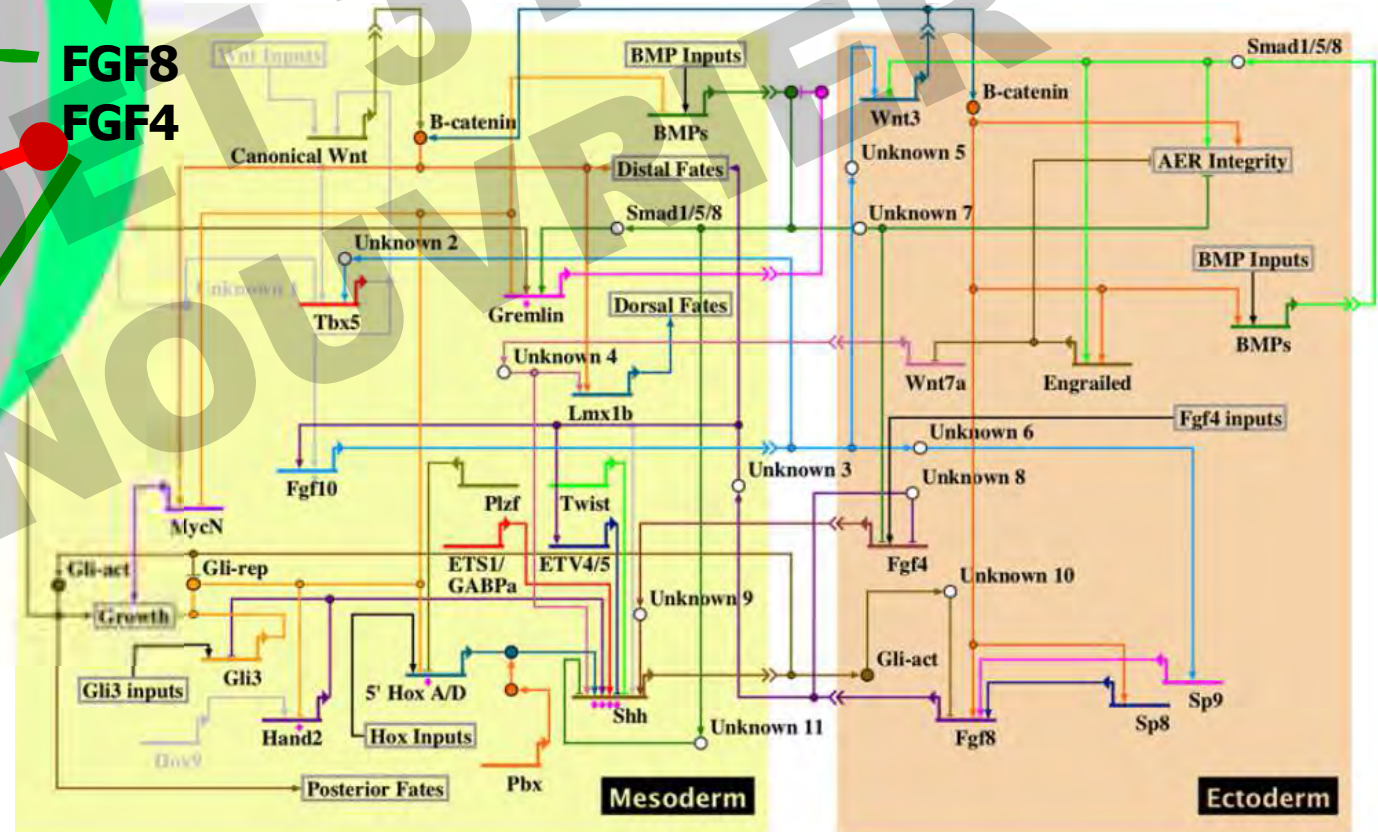 FGF8
FGF4
Wnt Inputs
Canonical Wnt
B-catenin
BMP Inputs
BMPs
Distal Fates
Smad1/5/8
Unknown 2
Unknown 1
Tbx5
Gremlin
Dorsal Fates
Unknown 4
Lmx1b
Fgf10
Unknown 3
MycN
Plzf
Twist
ETS1/
GABPa
ETV4/5
Gli-act
Gli-rep
Growth
Gli3 inputs
Gli3
5' Hox A/D
Hox Inputs
Hand2
Hox9
Posterior Fates
Pbx
Shh
Unknown 9
Unknown 11
Mesoderm
Wnt3
B-catenin
Smad1/5/8
AER Integrity
Unknown 5
Unknown 7
BMP Inputs
BMPs
Wnt7a
Engrailed
Fgf4 inputs
Unknown 6
Unknown 8
Fgf4
Unknown 10
Gli-act
Fgf8
Sp8
Sp9
Ectoderm
NOUVRIER